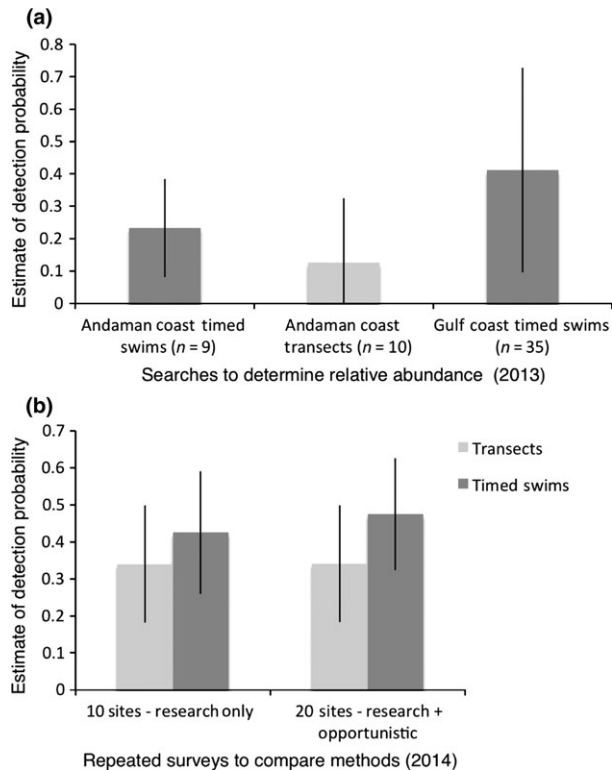 (a)
Estimate of detection probability
0.8
0.7
0.6
0.5
0.4
0.3
0.2
0.1
0
Andaman coast timed
swims (n = 9)
Andaman coast
transects (n = 10)
Gulf coast timed swims
(n = 35)
Searches to determine relative abundance (2013)
(b)
Estimate of detection probability
0.7
0.6
0.5
0.4
0.3
0.2
0.1
0
Transects
Timed swims
10 sites - research only
20 sites - research +
opportunistic
Repeated surveys to compare methods (2014)